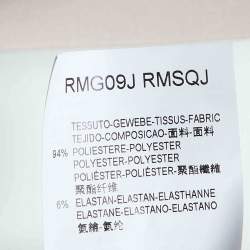 RMG09J RMSQJ
TESSUTO-GEWEBE-TISSUS-FABRIC
TEJIDO-COMPOSICAO-面料-面料
94% POLIESTERE-POLYESTER
POLYESTER-POLYESTER
POLIÉSTER-POLIÉSTER-聚酯纖維
聚酯纤维
6% ELASTAN-ELASTAN-ELASTHANNE
ELASTANE-ELASTANO-ELASTANO
氨綸-氨纶